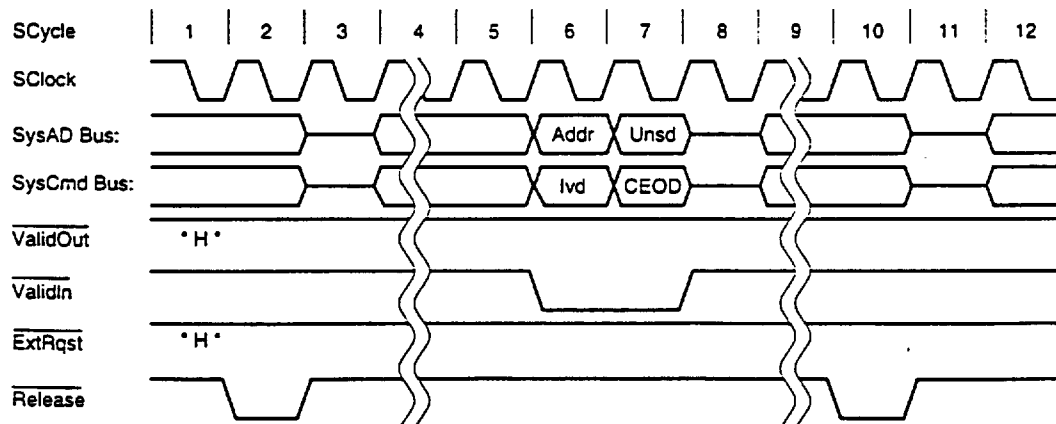 SCycle 1 2 3 4 5 6 7 8 9 10 11 12
SClock
SysAD Bus: Addr Unsd
SysCmd Bus: Ivd CEOD
ValidOut "H"
ValidIn
ExtRqst "H"
Release